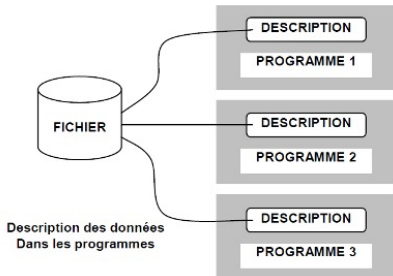 DESCRIPTION
PROGRAMME 1
FICHIER
DESCRIPTION
PROGRAMME 2
Description des données
Dans les programmes
DESCRIPTION
PROGRAMME 3